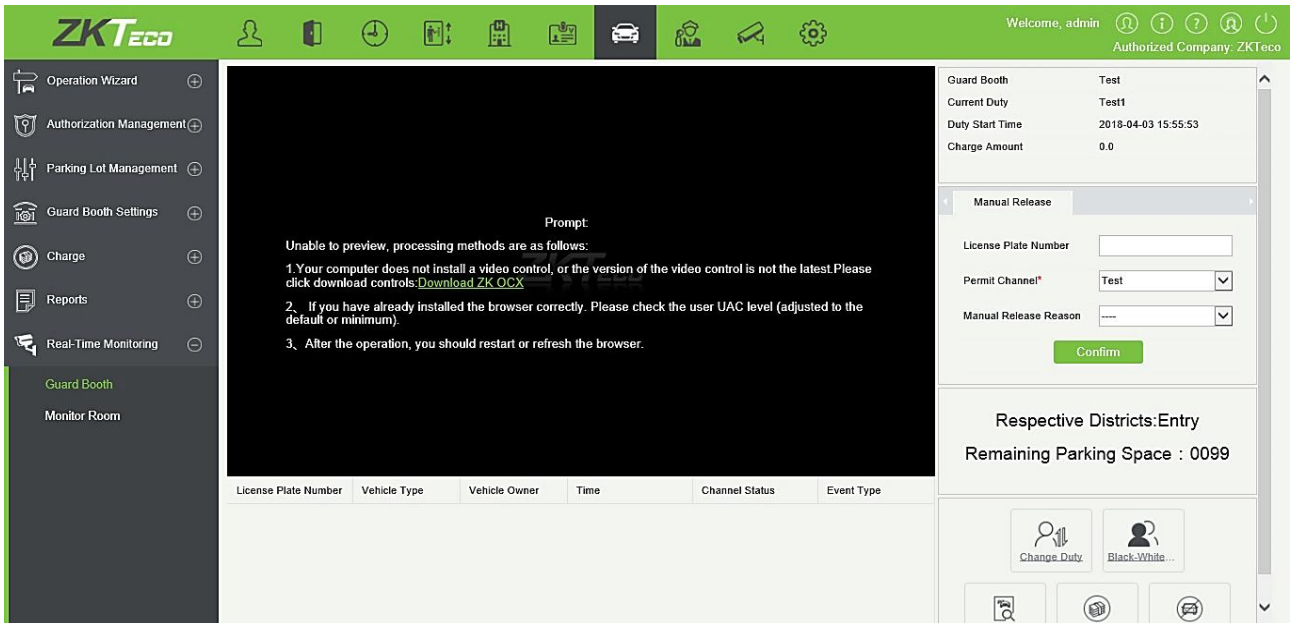 ZKTECO
Welcome, admin
Authorized Company: ZKTeco
Operation Wizard
Authorization Management
Parking Lot Management
Guard Booth Settings
Charge
Reports
Real-Time Monitoring
Guard Booth
Monitor Room
Prompt:
Unable to preview, processing methods are as follows:
1.Your computer does not install a video control, or the version of the video control is not the latest.Please
click download controls:Download ZK OCX
2、 If you have already installed the browser correctly. Please check the user UAC level (adjusted to the
default or minimum).
3、After the operation, you should restart or refresh the browser.
License Plate Number Vehicle Type Vehicle Owner Time Channel Status Event Type
Guard Booth Test
Current Duty Test1
Duty Start Time 2018-04-03 15:55:53
Charge Amount 0.0
Manual Release
License Plate Number
Permit Channel* Test
Manual Release Reason ----
Confirm
Respective Districts:Entry
Remaining Parking Space : 0099
Change Duty Black-White...